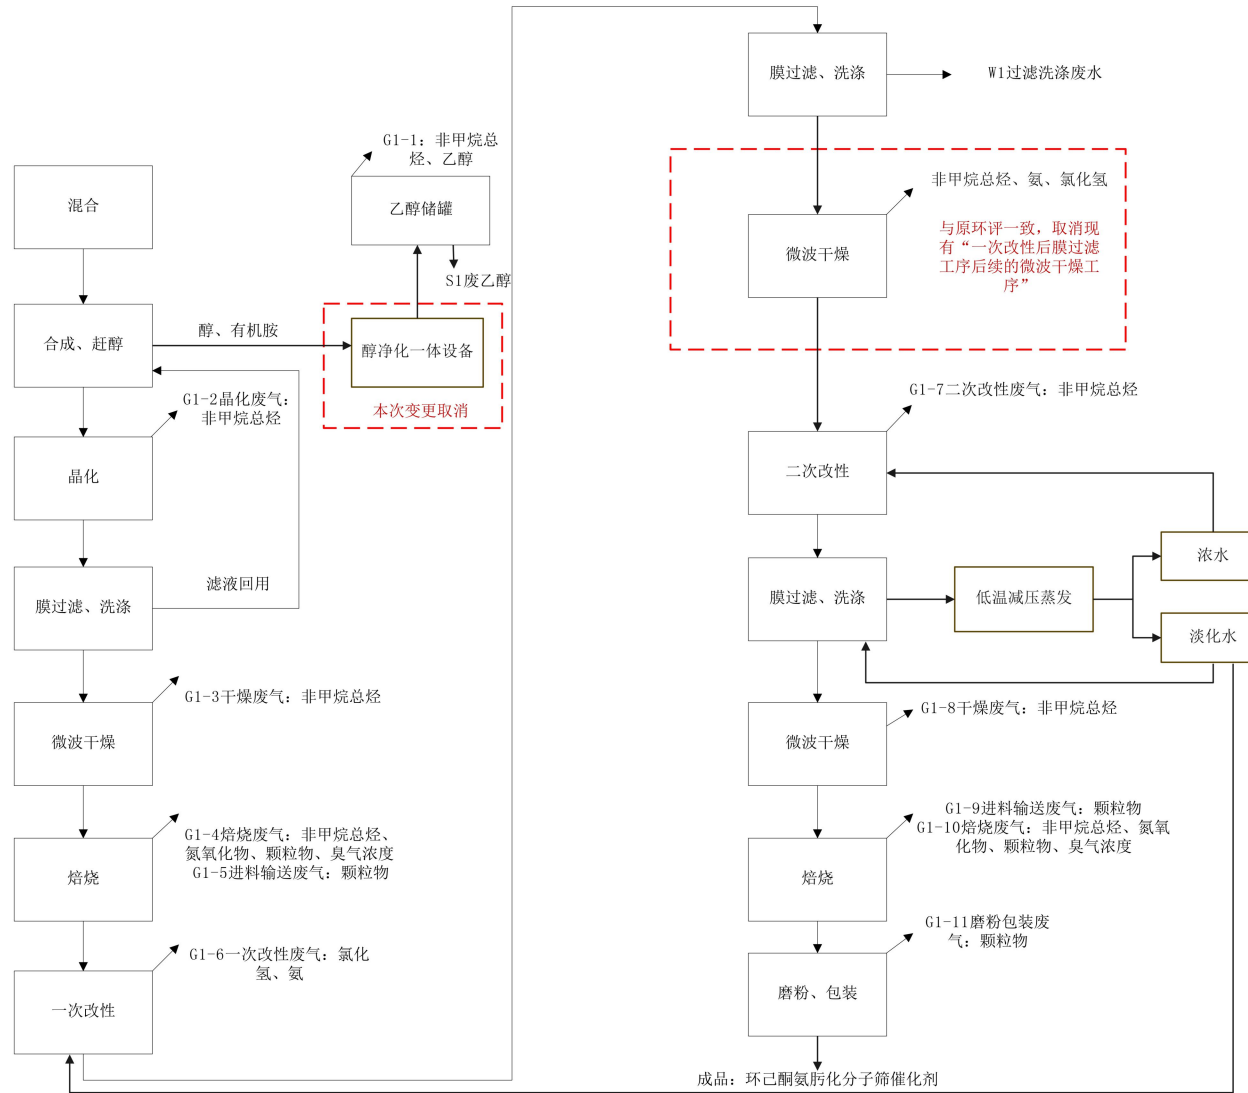 混合
合成、赶醇
醇、有机胺
G1-1：非甲烷总
烃、乙醇
乙醇储罐
S1废乙醇
醇净化一体设备
本次变更取消
G1-2晶化废气：
非甲烷总烃
晶化
膜过滤、洗涤
滤液回用
G1-3干燥废气：非甲烷总烃
微波干燥
G1-4焙烧废气：非甲烷总烃、
氮氧化物、颗粒物、臭气浓度
G1-5进料输送废气：颗粒物
焙烧
G1-6一次改性废气：氯化
氢、氨
一次改性
膜过滤、洗涤
W1过滤洗涤废水
非甲烷总烃、氨、氯化氢
微波干燥
与原环评一致，取消现
有“一次改性后膜过滤
工序后续的微波干燥工
序”
G1-7二次改性废气：非甲烷总烃
二次改性
膜过滤、洗涤
低温减压蒸发
浓水
淡化水
G1-8干燥废气：非甲烷总烃
微波干燥
G1-9进料输送废气：颗粒物
G1-10焙烧废气：非甲烷总烃、氮氧
化物、颗粒物、臭气浓度
焙烧
G1-11磨粉包装废
气：颗粒物
磨粉、包装
成品：环己酮氨肟化分子筛催化剂